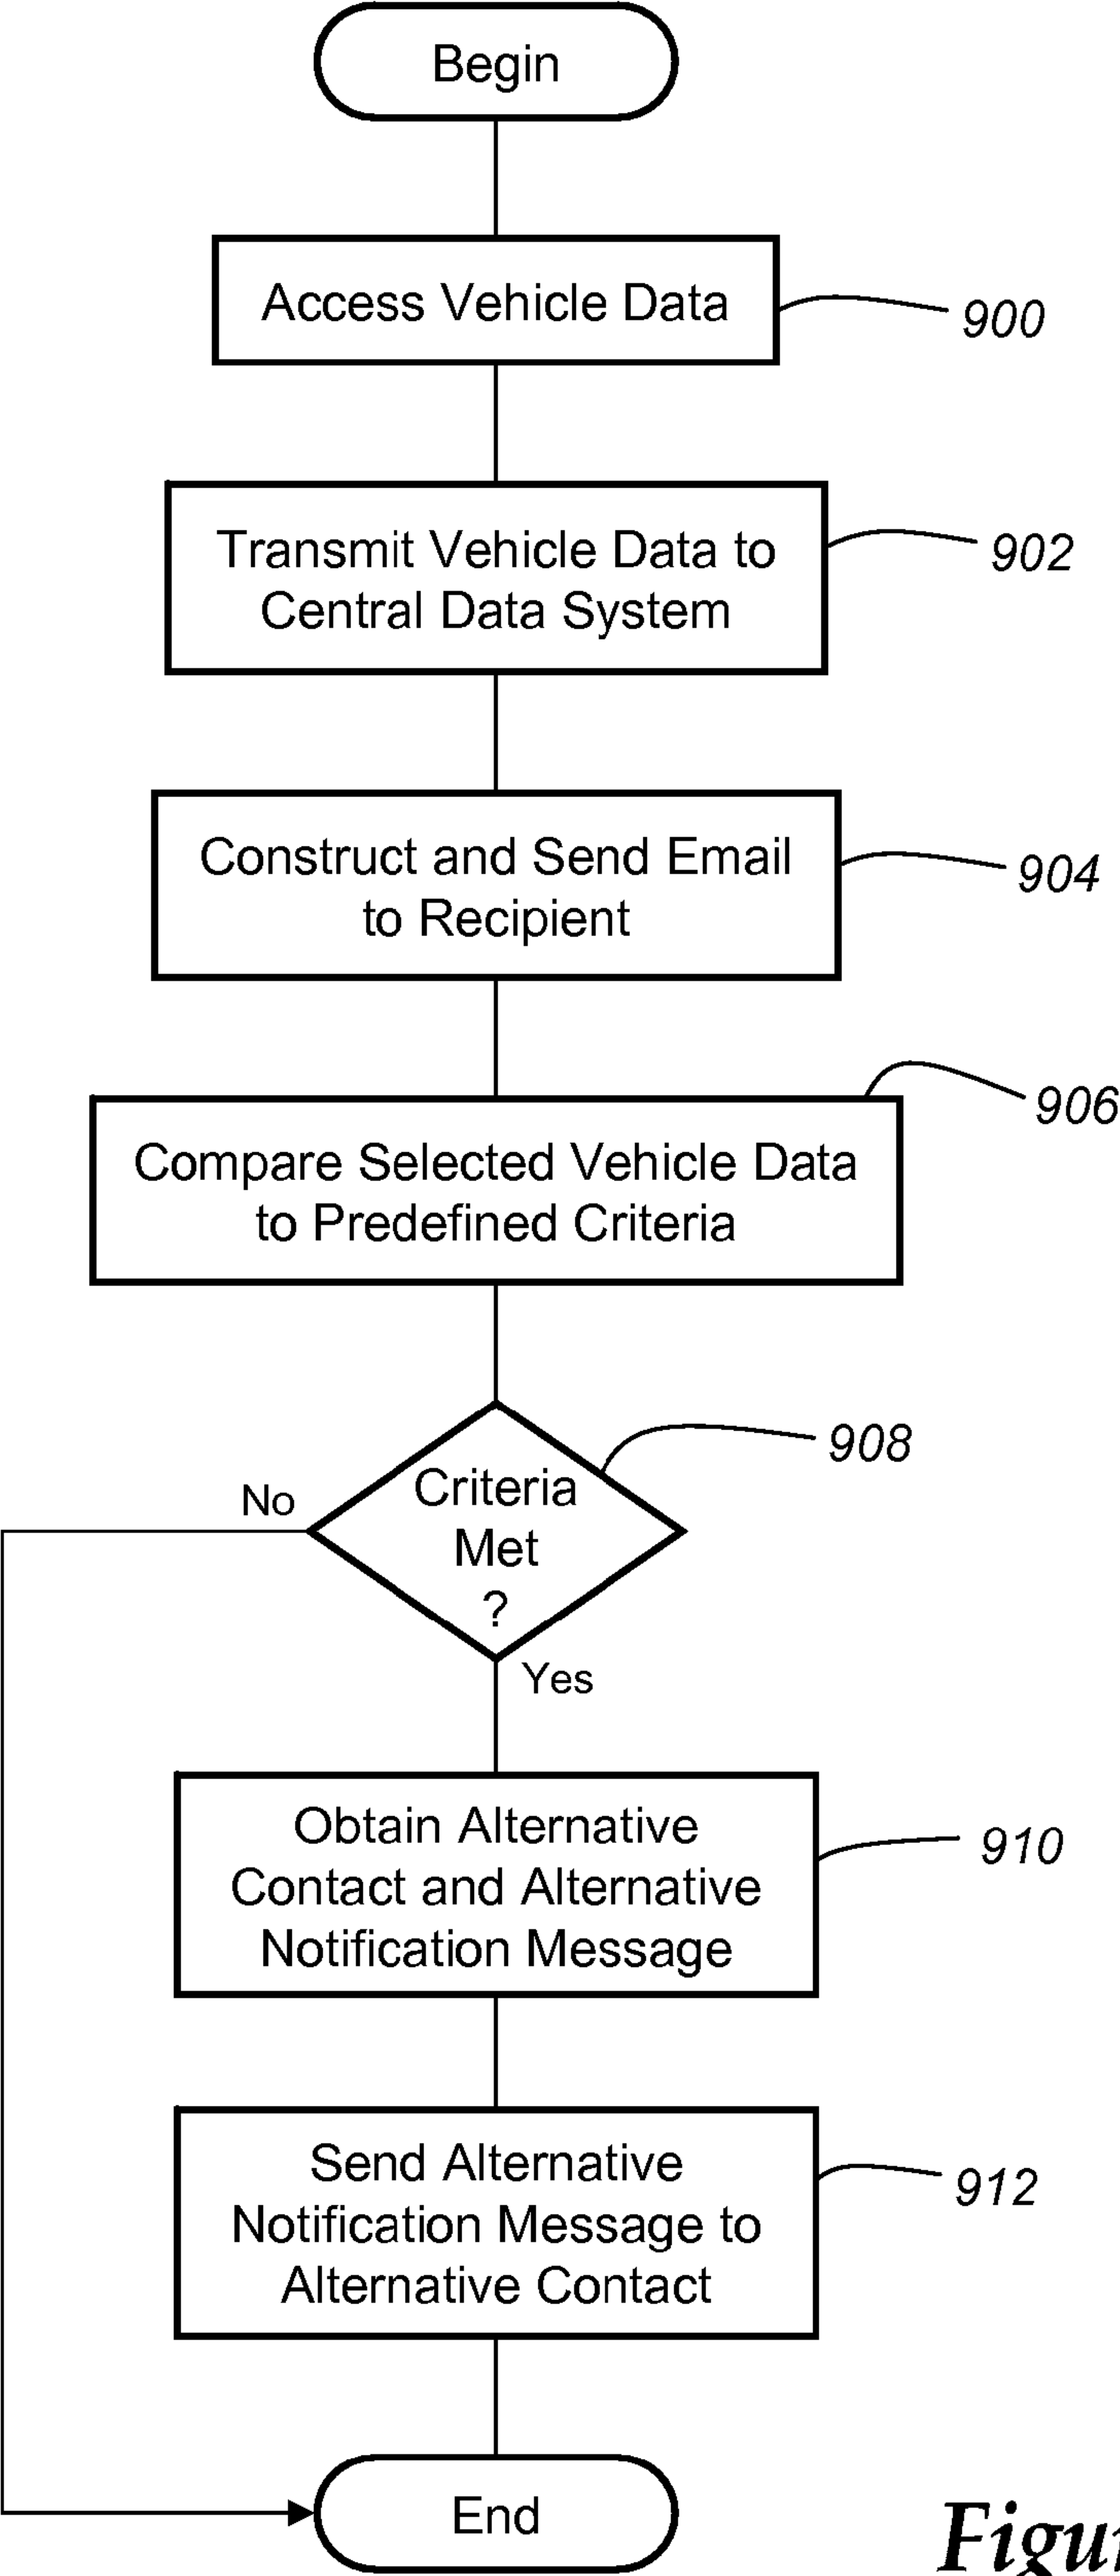 Begin
Access Vehicle Data
900
Transmit Vehicle Data to
Central Data System
902
Construct and Send Email
to Recipient
904
Compare Selected Vehicle Data
to Predefined Criteria
906
Criteria
Met
?
908
No
Yes
Obtain Alternative
Contact and Alternative
Notification Message
910
Send Alternative
Notification Message to
Alternative Contact
912
End